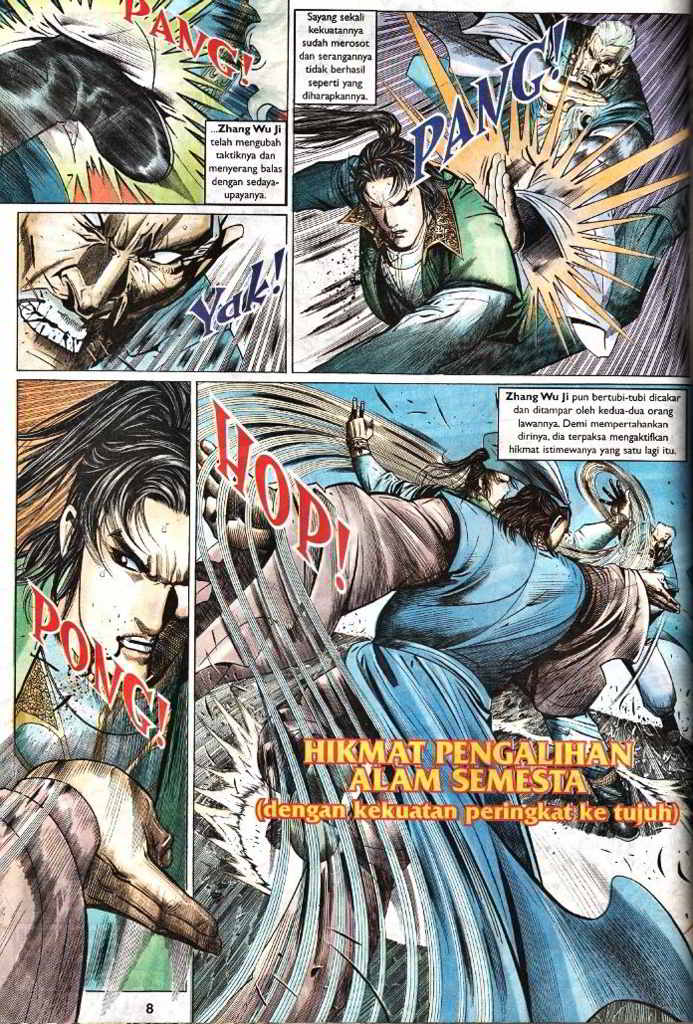 PANG!
...Zhang Wu Ji
telah mengubah
taktiknya dan
menyerang balas
dengan sedaya-
upayanya.
Sayang sekali
kekuatannya
sudah merosot
dan serangannya
tidak berhasil
seperti yang
diharapkannya.
PANG!
Yak!
PONG!
HOP!
Zhang Wu Ji pun bertubi-tubi dicakar
dan ditampar oleh kedua-dua orang
lawannya. Demi mempertahankan
dirinya, dia terpaksa mengaktifkan
hikmat istimewanya yang satu lagi itu.
HIKMAT PENGALIHAN
ALAM SEMESTA
(dengan kekuatan peringkat ke tujuh)
8